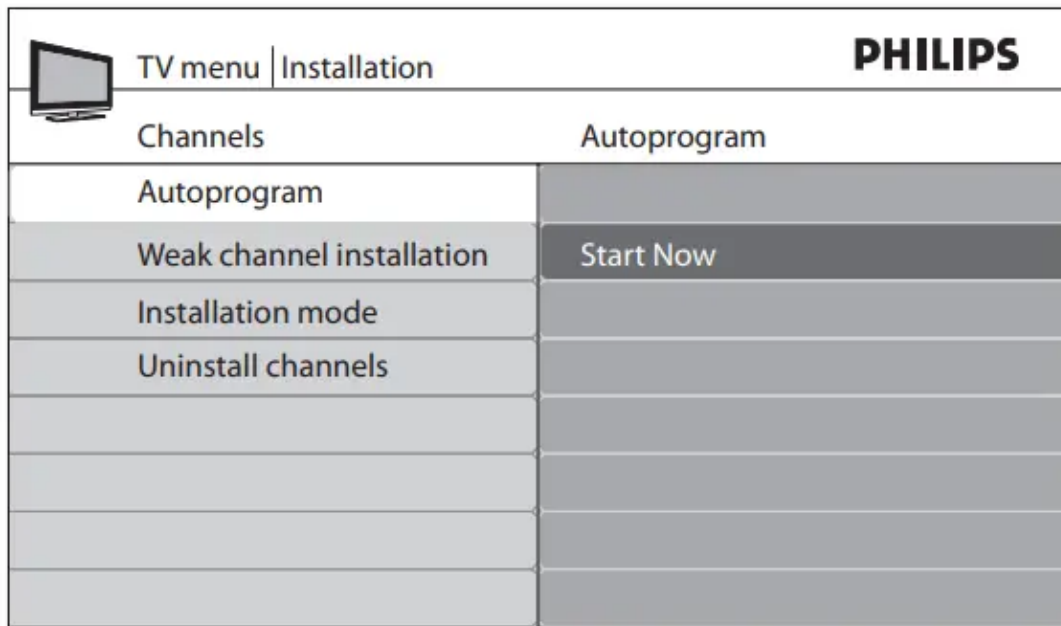 TV menu | Installation
PHILIPS
Channels
Autoprogram
Autoprogram
Weak channel installation
Start Now
Installation mode
Uninstall channels